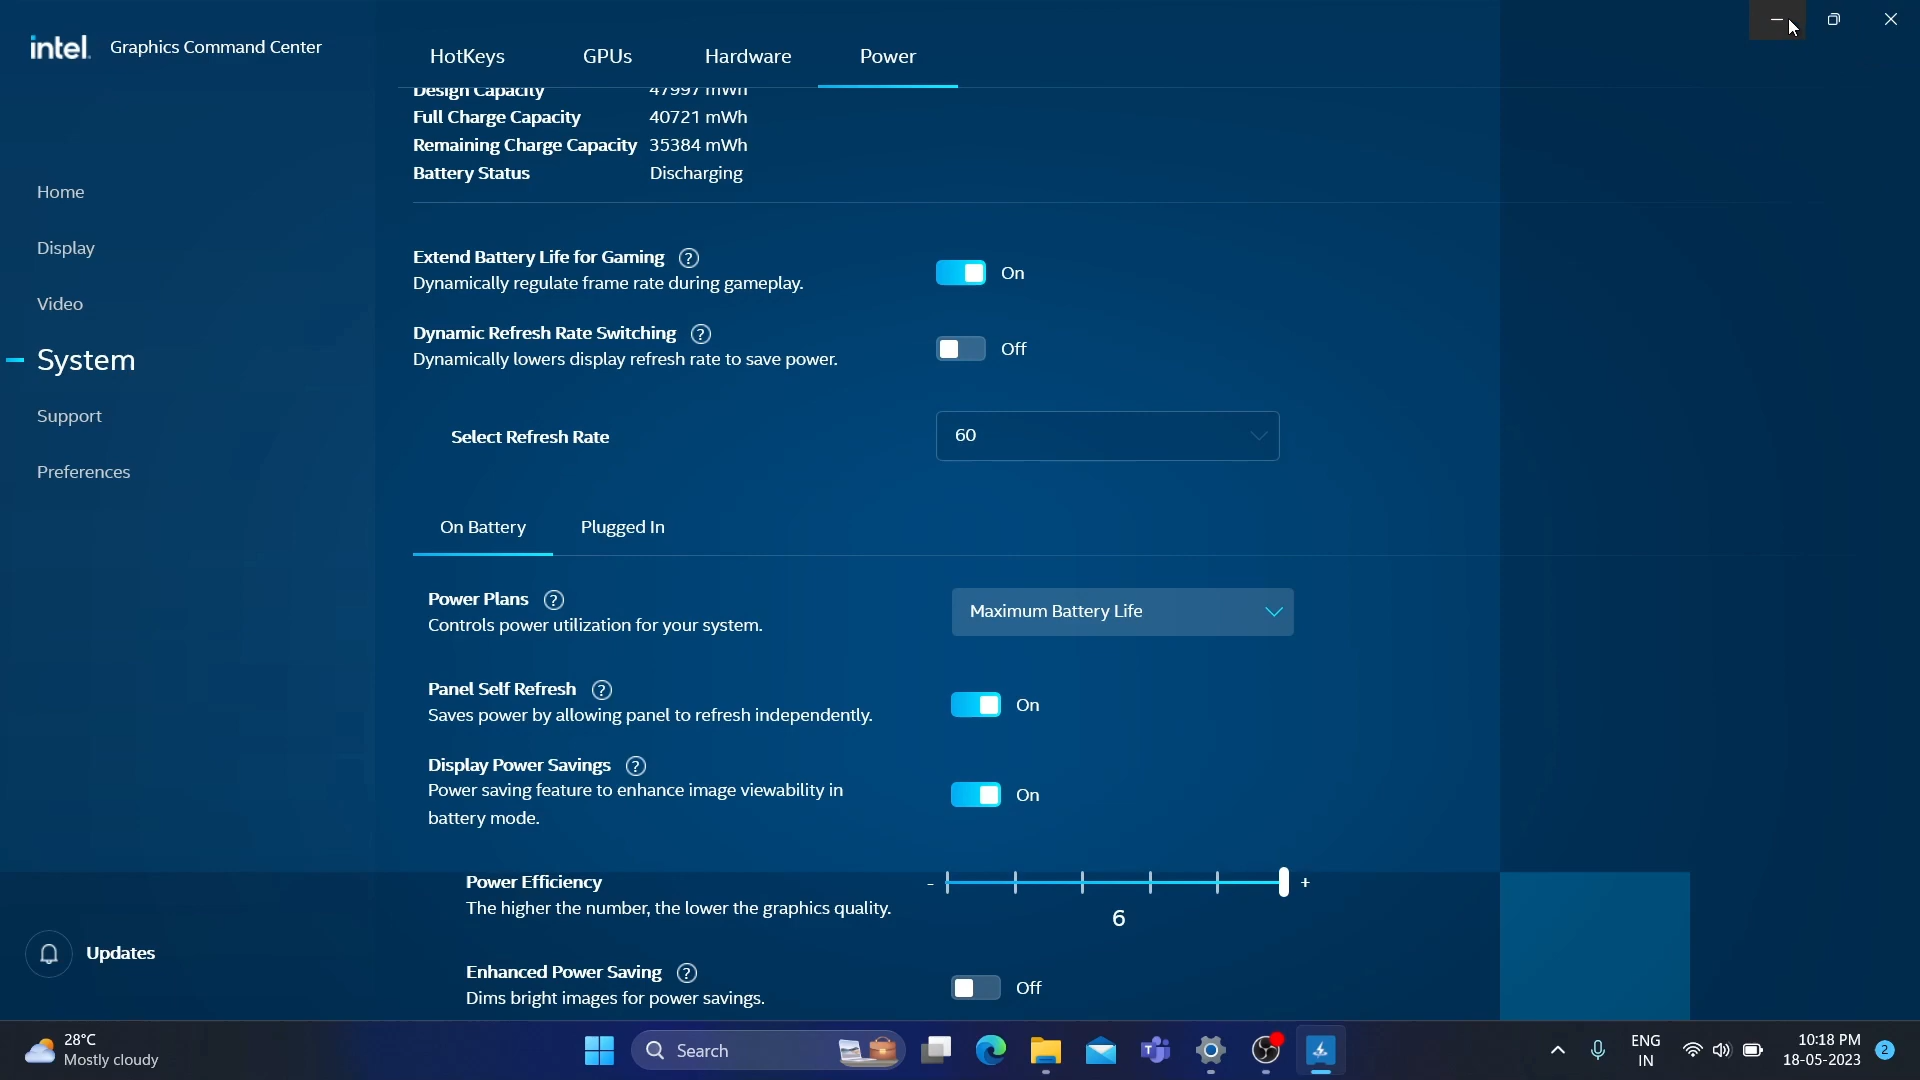 intel. Graphics Command Center
HotKeys GPUs Hardware Power
Design Capacity 47997 mWh
Full Charge Capacity 40721 mWh
Remaining Charge Capacity 35384 mWh
Battery Status Discharging
Home
Display
Video
System
Support
Preferences
Updates
Extend Battery Life for Gaming ?
Dynamically regulate frame rate during gameplay.
On
Dynamic Refresh Rate Switching ?
Dynamically lowers display refresh rate to save power.
Off
Select Refresh Rate 60
On Battery Plugged In
Power Plans ?
Controls power utilization for your system.
Maximum Battery Life
Panel Self Refresh ?
Saves power by allowing panel to refresh independently.
On
Display Power Savings ?
Power saving feature to enhance image viewability in
battery mode.
On
Power Efficiency
The higher the number, the lower the graphics quality.
- +
6
Enhanced Power Saving ?
Dims bright images for power savings.
Off
28°C
Mostly cloudy
Search
ENG
IN
10:18 PM
18-05-2023
2